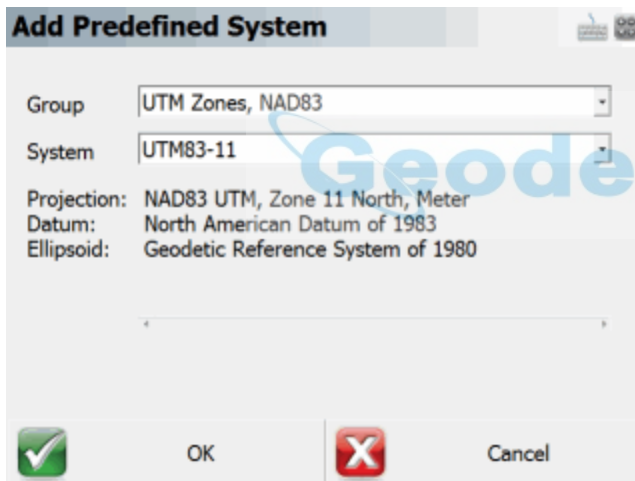 Add Predefined System
Group UTM Zones, NAD83
System UTM83-11
Geode
Projection: NAD83 UTM, Zone 11 North, Meter
Datum: North American Datum of 1983
Ellipsoid: Geodetic Reference System of 1980
OK Cancel